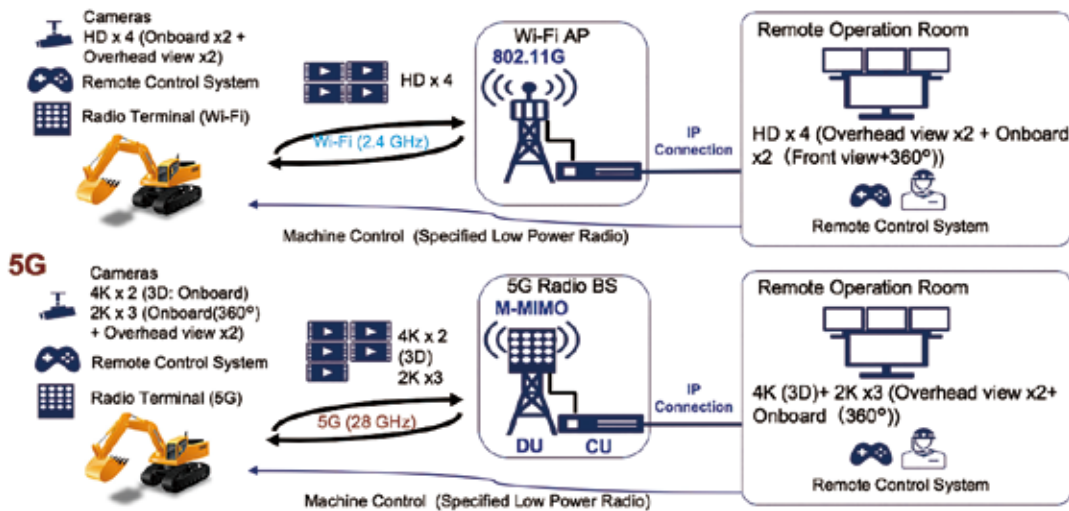 Cameras
HD x 4 (Onboard x2 +
Overhead view x2)
Remote Control System
Radio Terminal (Wi-Fi)
HD x 4
Wi-Fi (2.4 GHz)
Wi-Fi AP
802.11G
IP
Connection
Remote Operation Room
HD x 4 (Overhead view x2 + Onboard
x2 (Front view+360°))
Remote Control System
Machine Control (Specified Low Power Radio)
5G
Cameras
4K x 2 (3D: Onboard)
2K x 3 (Onboard(360°)
+ Overhead view x2)
Remote Control System
Radio Terminal (5G)
4K x 2
(3D)
2K x3
5G (28 GHz)
5G Radio BS
M-MIMO
DU
CU
IP
Connection
Remote Operation Room
4K (3D)+ 2K x3 (Overhead view x2+
Onboard (360°))
Remote Control System
Machine Control (Specified Low Power Radio)